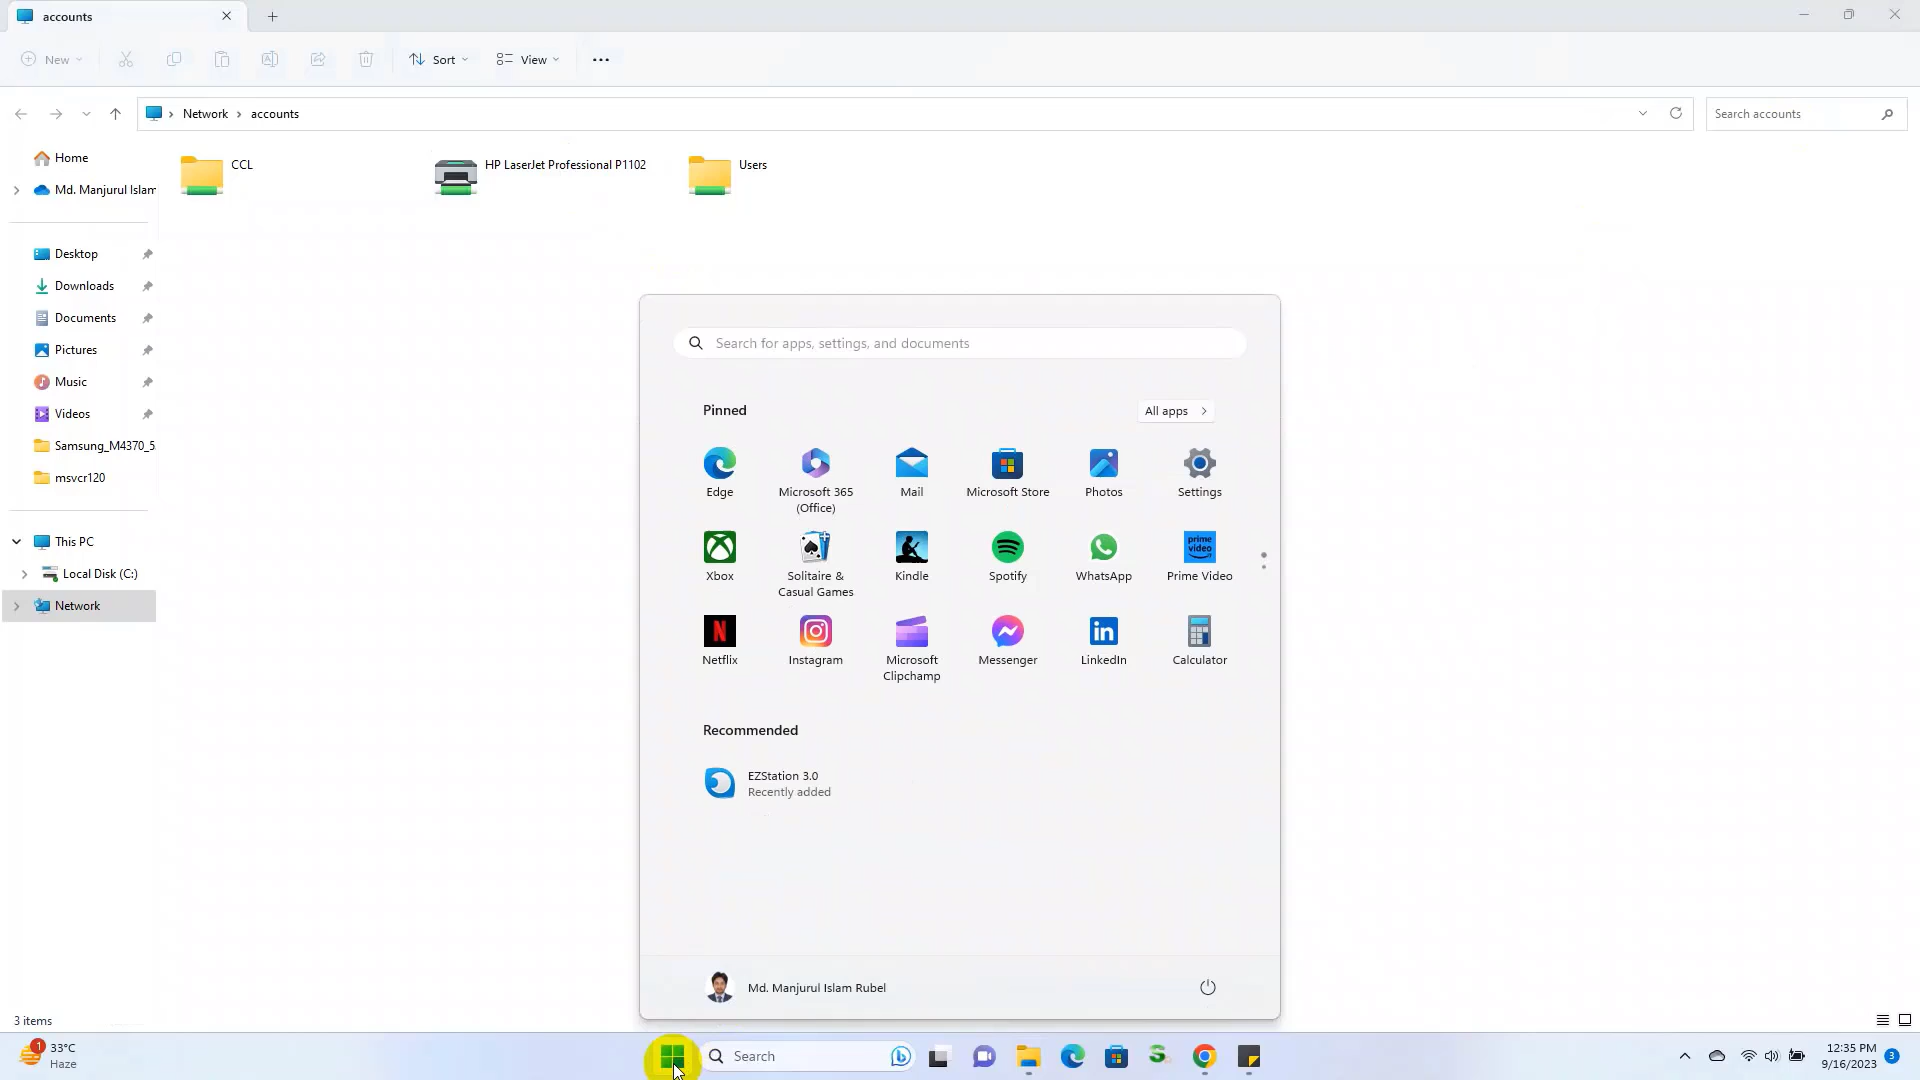 accounts
New
Sort
View
Network
accounts
Search accounts
Home
Md. Manjurul Islam
Desktop
Downloads
Documents
Pictures
Music
Videos
Samsung_M4370_5
msvcr120
This PC
Local Disk (C:)
Network
CCL
HP LaserJet Professional P1102
Users
Search for apps, settings, and documents
Pinned
All apps
Edge
Microsoft 365
(Office)
Mail
Microsoft Store
Photos
Settings
Xbox
Solitaire &
Casual Games
Kindle
Spotify
WhatsApp
prime
video
Prime Video
Netflix
Instagram
Microsoft
Clipchamp
Messenger
LinkedIn
Calculator
Recommended
EZStation 3.0
Recently added
Md. Manjurul Islam Rubel
3 items
1
33°C
Haze
Search
12:35 PM
9/16/2023
3